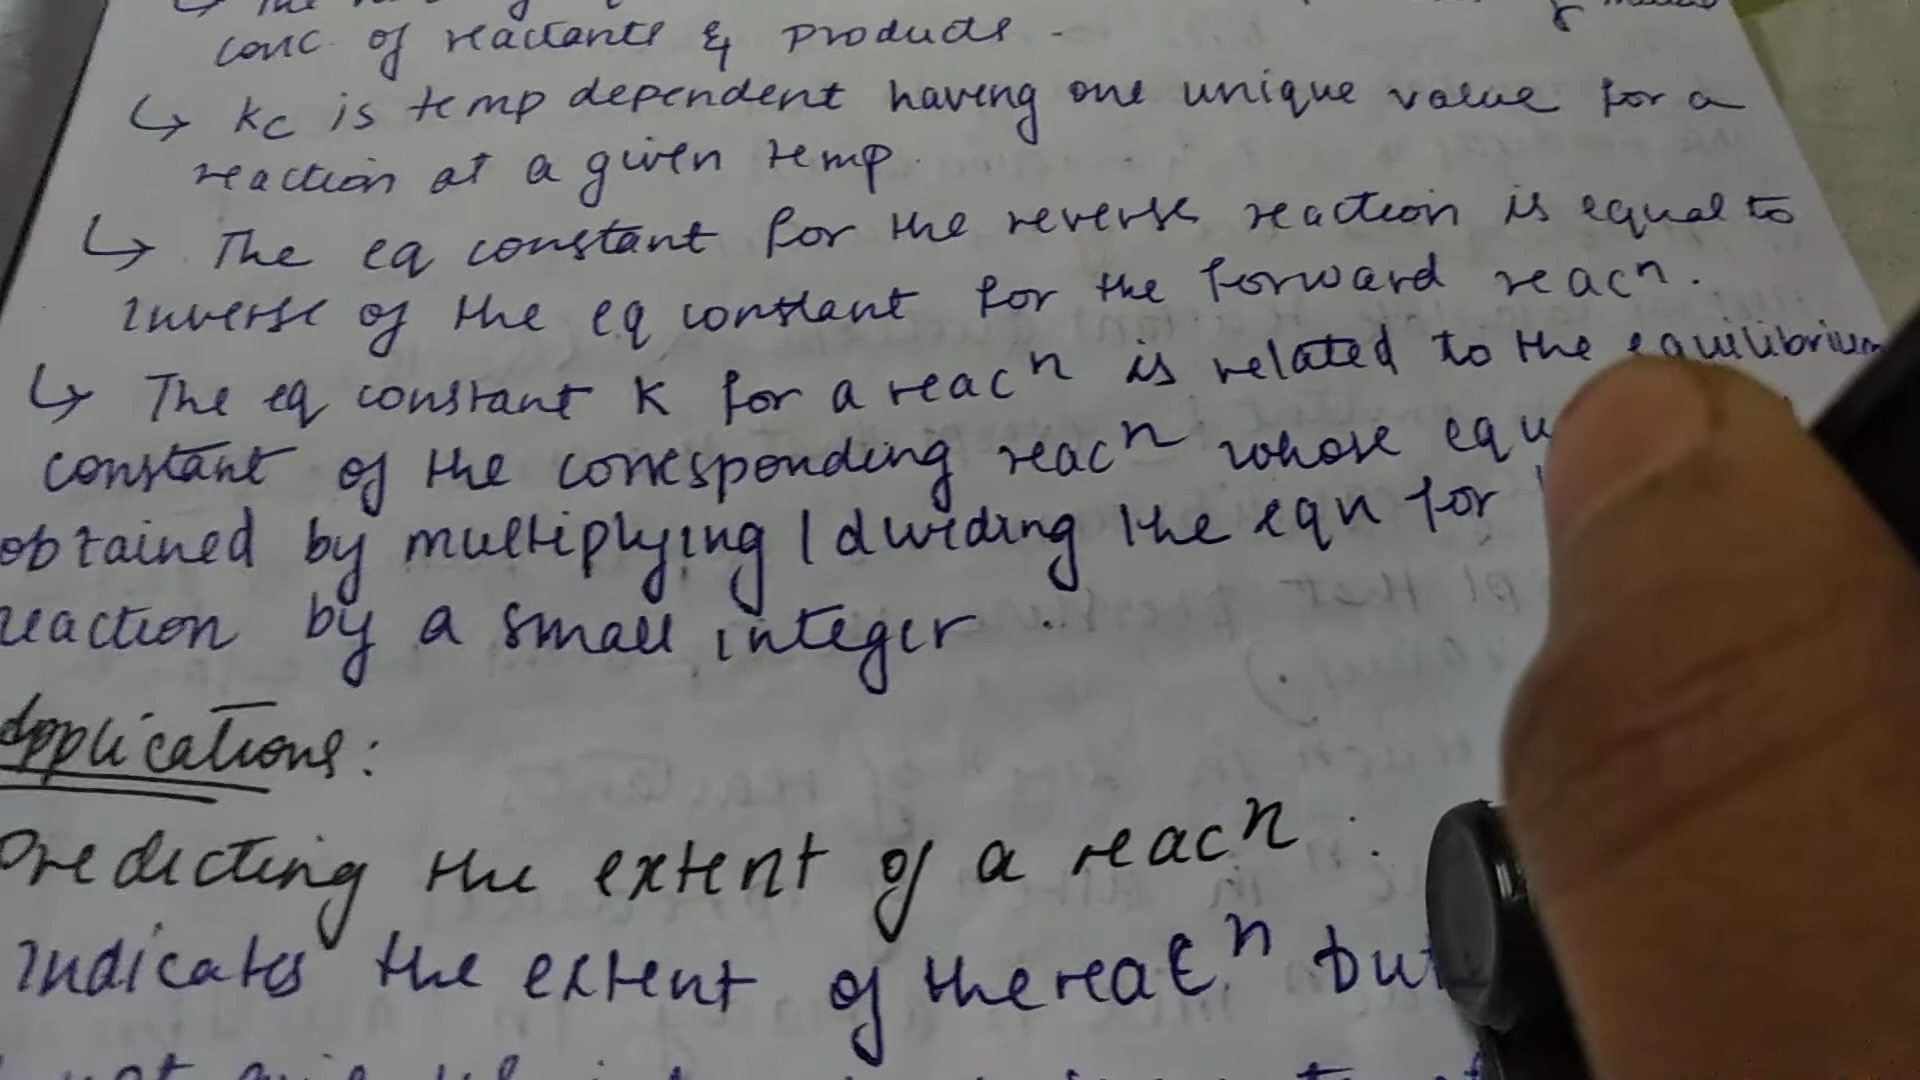 The
conc. of reactants & products.
↳ Kc is temp dependent having one unique value for a
reaction at a given temp.
↳ The eq constant for the reverse reaction is equal to
inverse of the eq constant for the forward reacn.
↳ The eq constant K for a reacn is related to the equilibrium
constant of the corresponding reacn whose equ
obtained by multiplying / dividing the eqn for
reaction by a small integer.
Applications:
Predicting the extent of a reacn:
indicates the extent of the reacn but
not